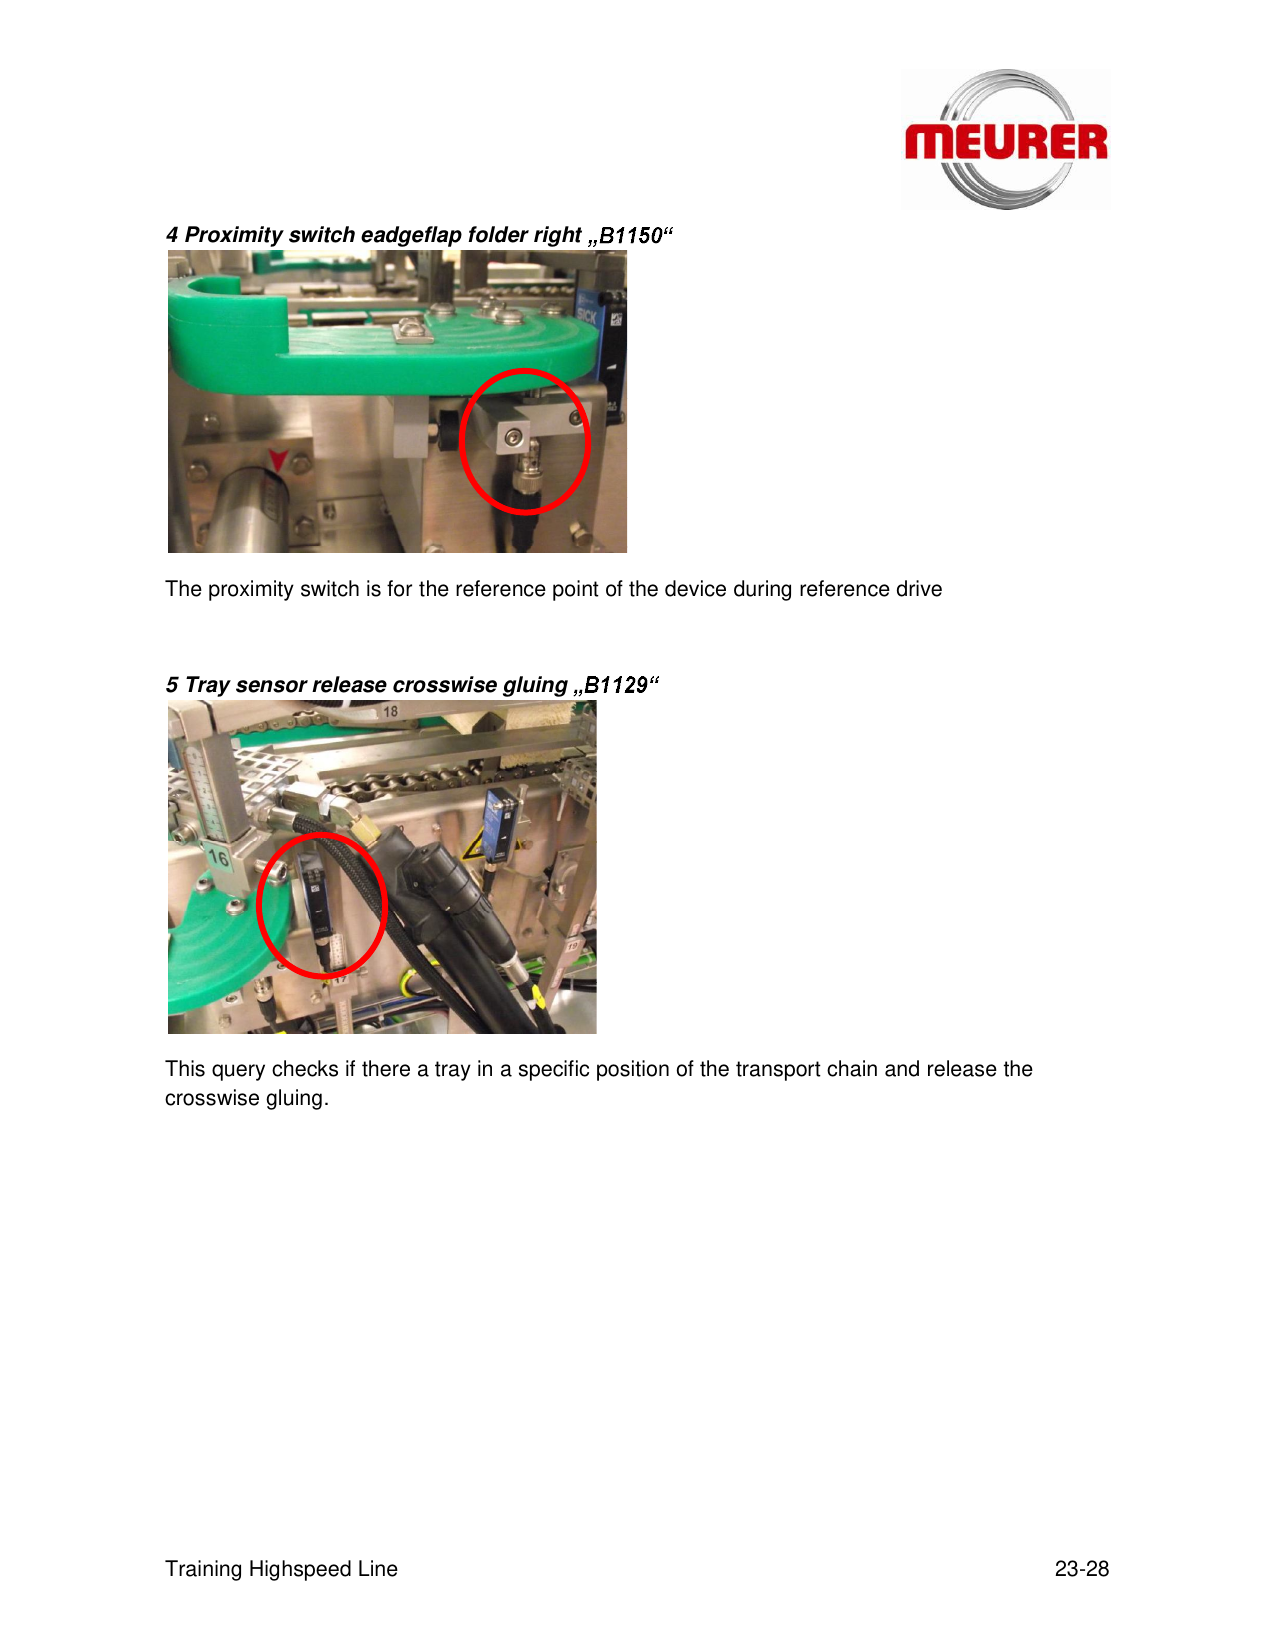 MEURER
4 Proximity switch eadgeflap folder right „B1150“
SICK
The proximity switch is for the reference point of the device during reference drive
5 Tray sensor release crosswise gluing „B1129“
18
16
19
17
This query checks if there a tray in a specific position of the transport chain and release the
crosswise gluing.
Training Highspeed Line 23-28